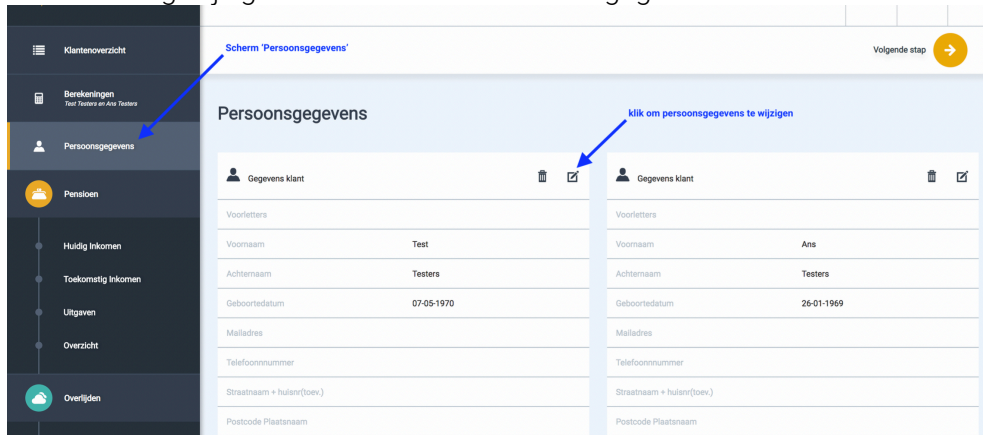 Klantenoverzicht
Scherm 'Persoonsgegevens'
Volgende stap
Berekeningen
Test Testers en Ans Testers
Persoonsgegevens
klik om persoonsgegevens te wijzigen
Persoonsgegevens
Gegevens klant
Gegevens klant
Pensioen
Voorletters
Voorletters
Huidig Inkomen
Voornaam Test
Voornaam Ans
Toekomstig Inkomen
Achternaam Testers
Achternaam Testers
Uitgaven
Geboortedatum 07-05-1970
Geboortedatum 26-01-1969
Overzicht
Mailadres
Mailadres
Telefoonnnummer
Telefoonnnummer
Overlijden
Straatnaam + huisnr(toev.)
Straatnaam + huisnr(toev.)
Postcode Plaatsnaam
Postcode Plaatsnaam